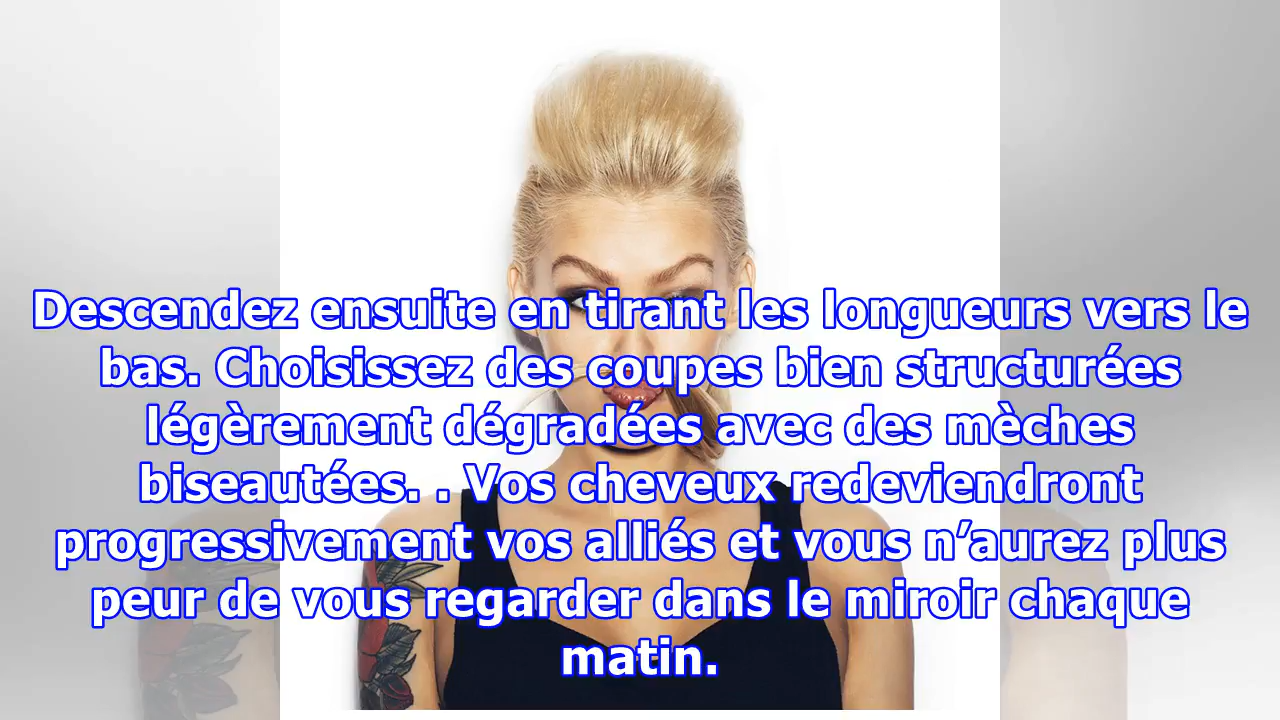 Descendez ensuite en tirant les longueurs vers le
bas. Choisissez des coupes bien structurées
légèrement dégradées avec des mèches
biseautées. . Vos cheveux redeviendront
progressivement vos alliés et vous n’aurez plus
peur de vous regarder dans le miroir chaque
matin.